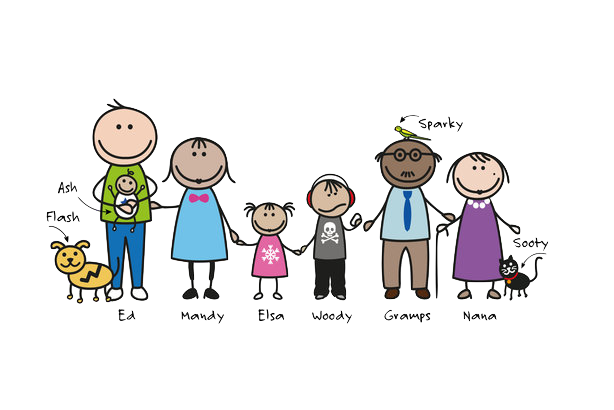 Sparky
Ash
Flash
Sooty
Ed
Mandy
Elsa
Woody
Gramps
Nana